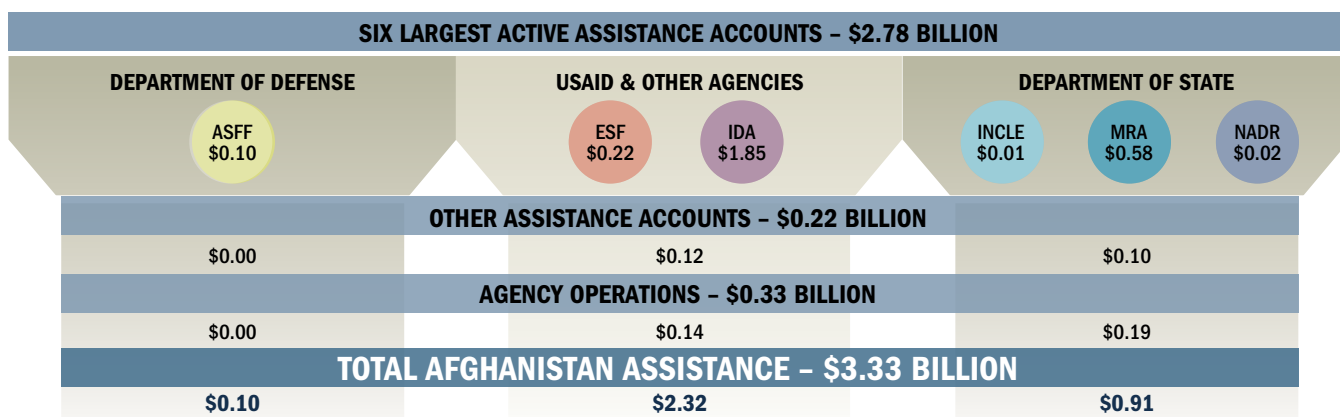 SIX LARGEST ACTIVE ASSISTANCE ACCOUNTS – $2.78 BILLION
DEPARTMENT OF DEFENSE
USAID & OTHER AGENCIES
DEPARTMENT OF STATE
ASFF
$0.10
ESF
$0.22
IDA
$1.85
INCLE
$0.01
MRA
$0.58
NADR
$0.02
OTHER ASSISTANCE ACCOUNTS – $0.22 BILLION
$0.00
$0.12
$0.10
AGENCY OPERATIONS – $0.33 BILLION
$0.00
$0.14
$0.19
TOTAL AFGHANISTAN ASSISTANCE – $3.33 BILLION
$0.10
$2.32
$0.91